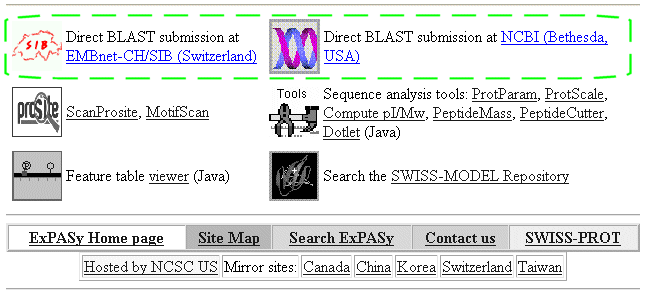 SIB
Direct BLAST submission at
EMBnet-CH/SIB (Switzerland)
Direct BLAST submission at NCBI (Bethesda,
USA)
proSite
ScanProsite, MotifScan
Tools
Sequence analysis tools: ProtParam, ProtScale,
Compute pI/Mw, PeptideMass, PeptideCutter,
Dotlet (Java)
Feature table viewer (Java)
Search the SWISS-MODEL Repository
ExPASy Home page Site Map Search ExPASy Contact us SWISS-PROT
Hosted by NCSC US Mirror sites: Canada China Korea Switzerland Taiwan